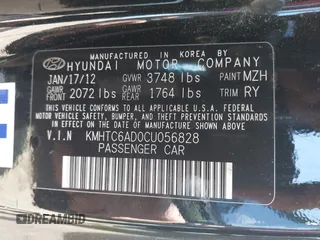 MANUFACTURED IN KOREA BY
HYUNDAI MOTOR COMPANY
JAN/17/12 GVWR 3748 lbs PAINT MZH
GAWR FRONT 2072 lbs GAWR REAR 1764 lbs TRIM RY
THIS VEHICLE CONFORMS TO ALL APPLICABLE U.S. FEDERAL
MOTOR VEHICLE SAFETY, BUMPER, AND THEFT PREVENTION
STANDARDS IN EFFECT ON THE DATE OF MANUFACTURE
SHOWN ABOVE.
V.I.N KMHTC6AD0CU056828
PASSENGER CAR
DREAMBID